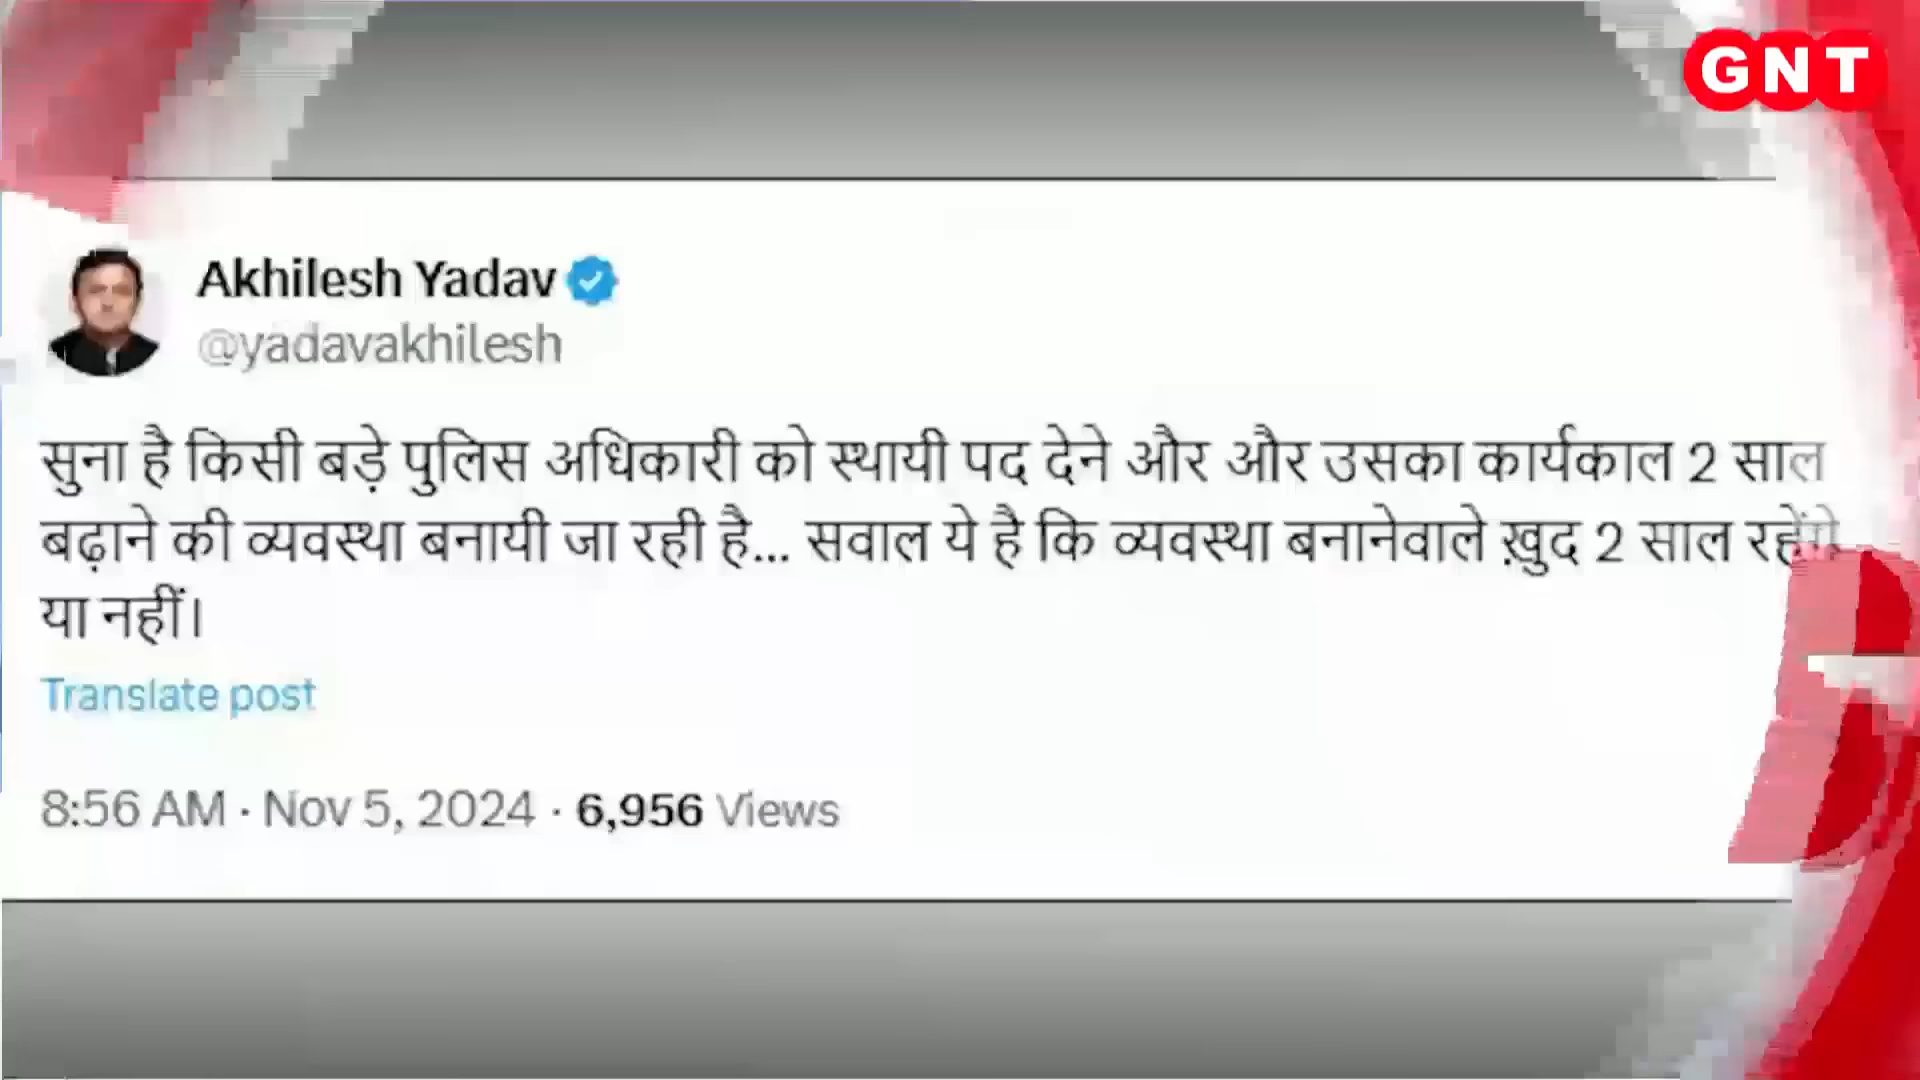 GNT
Akhilesh Yadav
@yadavakhilesh
सुना है किसी बड़े पुलिस अधिकारी को स्थायी पद देने और और उसका कार्यकाल 2 साल
बढ़ाने की व्यवस्था बनायी जा रही है... सवाल ये है कि व्यवस्था बनानेवाले ख़ुद 2 साल रहेंगे
या नहीं।
Translate post
8:56 AM · Nov 5, 2024 · 6,956 Views